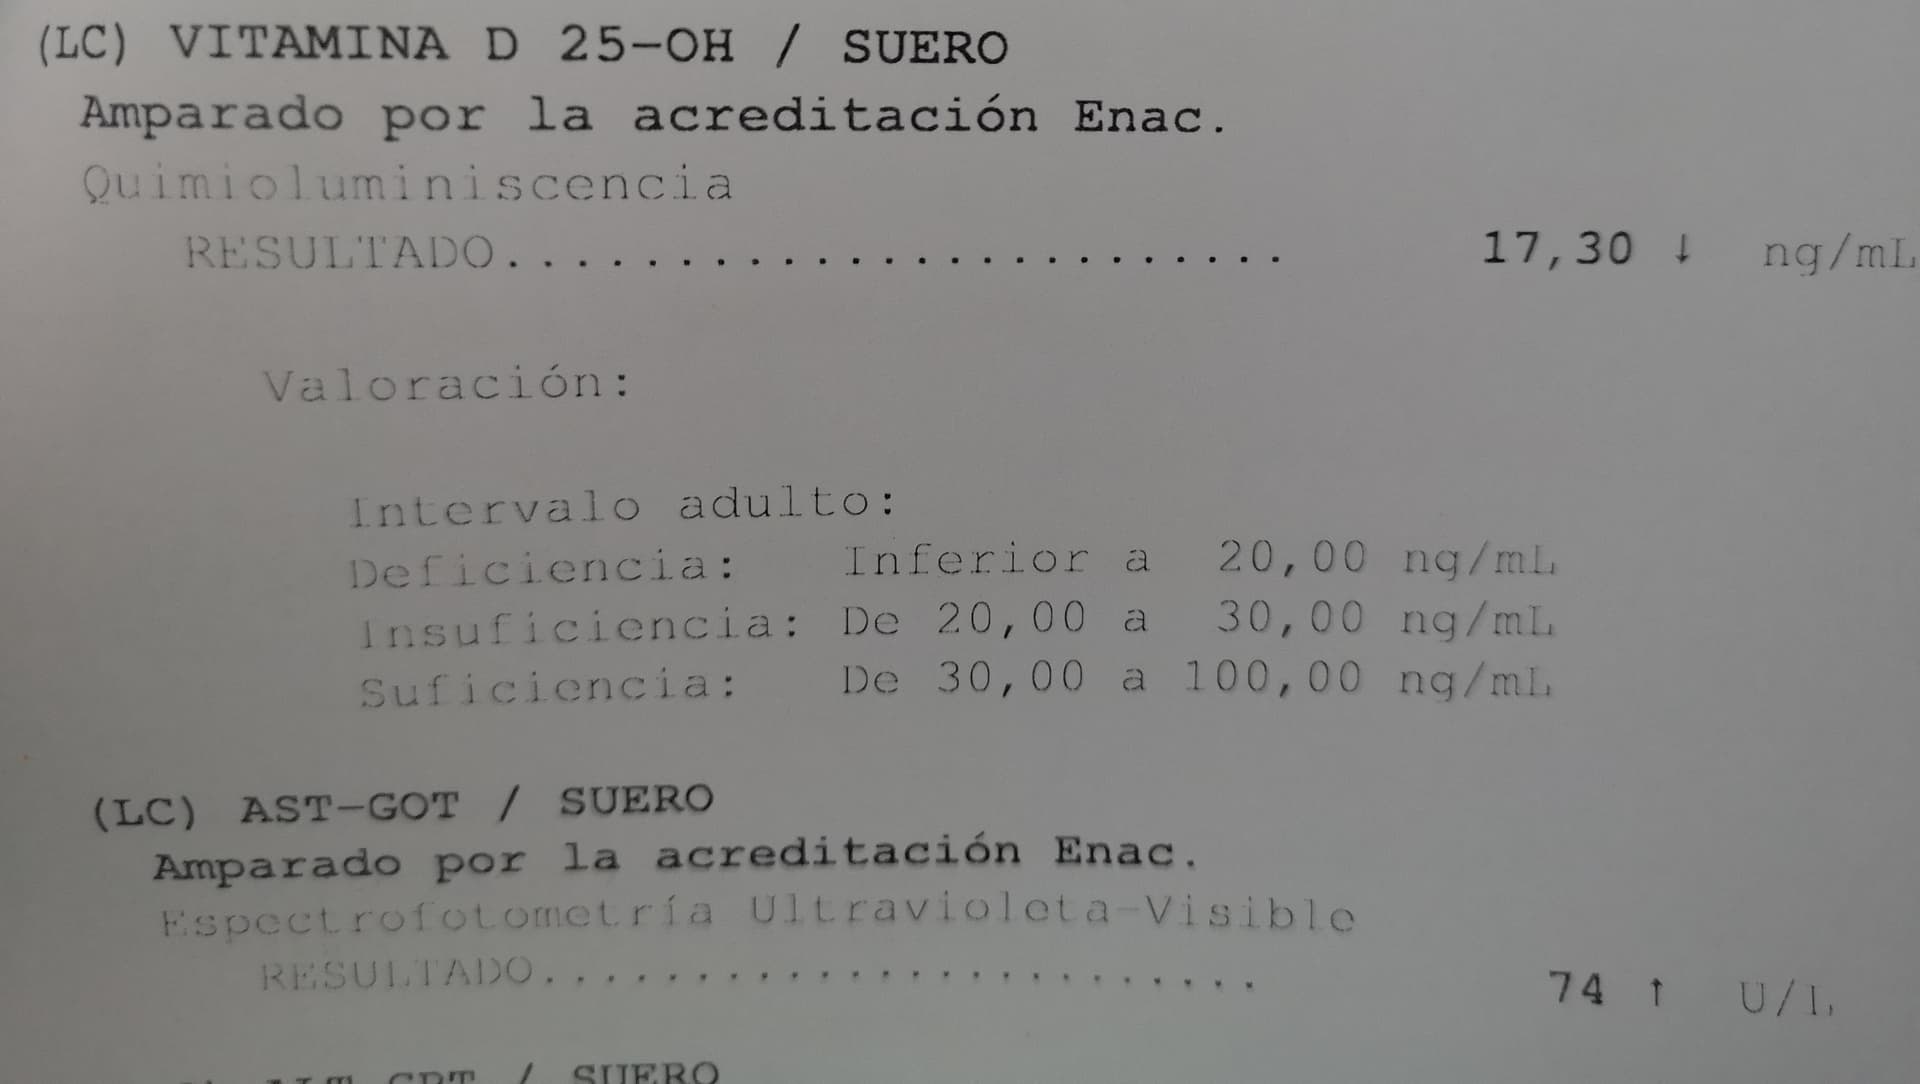 (LC) VITAMINA D 25-OH / SUERO
Amparado por la acreditación Enac.
Quimioluminiscencia
RESULTADO....................... 17,30 ↓ ng/mL
Valoración:
Intervalo adulto:
Deficiencia: Inferior a 20,00 ng/mL
Insuficiencia: De 20,00 a 30,00 ng/mL
Suficiencia: De 30,00 a 100,00 ng/mL
(LC) AST-GOT / SUERO
Amparado por la acreditación Enac.
Espectrofotometría Ultravioleta-Visible
RESULTADO....................... 74 ↑ U/L
GPT / SUERO